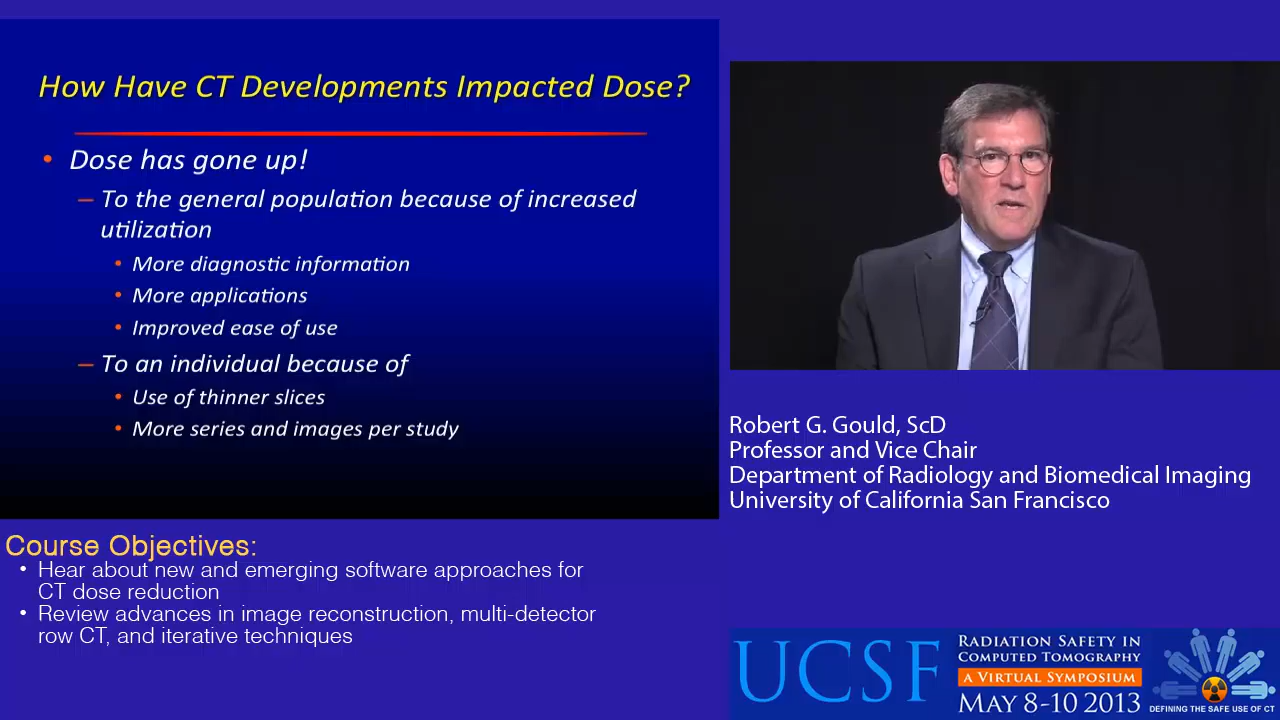 How Have CT Developments Impacted Dose?
• Dose has gone up!
– To the general population because of increased
utilization
• More diagnostic information
• More applications
• Improved ease of use
– To an individual because of
• Use of thinner slices
• More series and images per study
Robert G. Gould, ScD
Professor and Vice Chair
Department of Radiology and Biomedical Imaging
University of California San Francisco
Course Objectives:
• Hear about new and emerging software approaches for
CT dose reduction
• Review advances in image reconstruction, multi-detector
row CT, and iterative techniques
UCSF
Radiation Safety in
Computed Tomography
A Virtual Symposium
May 8-10 2013
DEFINING THE SAFE USE OF CT